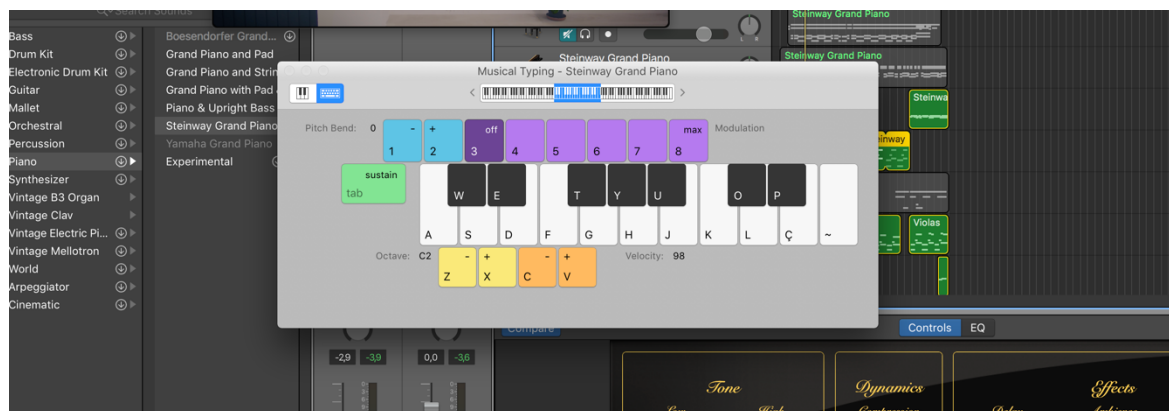 Search Sounds
Bass
Drum Kit
Electronic Drum Kit
Guitar
Mallet
Orchestral
Percussion
Piano
Synthesizer
Vintage B3 Organ
Vintage Clav
Vintage Electric Pi...
Vintage Mellotron
World
Arpeggiator
Cinematic
Boesendorfer Grand...
Grand Piano and Pad
Grand Piano and Strin
Grand Piano with Pad
Piano & Upright Bass
Steinway Grand Piano
Yamaha Grand Piano
Experimental
L R
Steinway Grand Piano
Steinway Grand Piano
Steinway Grand Piano
Steinwa
inway
Violas
Musical Typing - Steinway Grand Piano
Pitch Bend: 0 - + off max Modulation
1 2 3 4 5 6 7 8
sustain
tab
W E T Y U O P
A S D F G H J K L Ç ~
Octave: C2 - + - + Velocity: 98
Z X C V
Compare
Controls EQ
-2,9 -3,9 0,0 -3,6
Tone Dynamics Effects